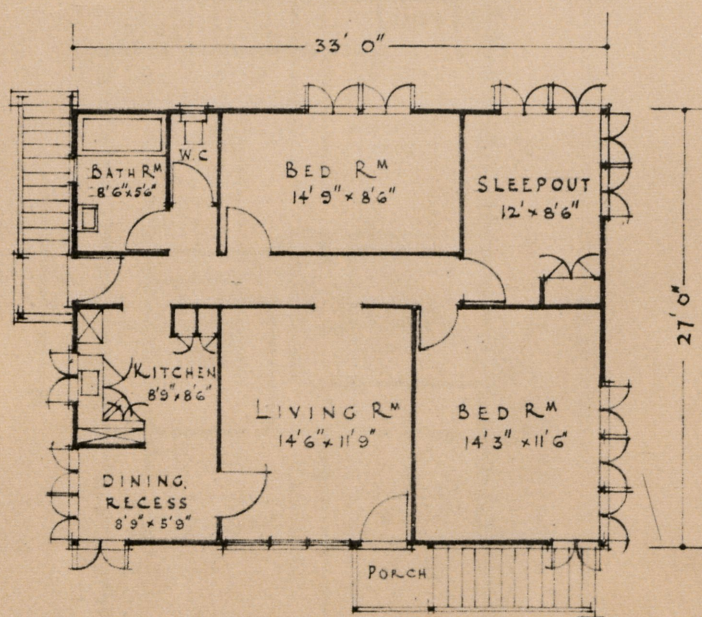 33' 0"
BATH RM
8'6"x5'6"
W.C
BED RM
14' 9" x 8'6"
SLEEPOUT
12' x 8'6"
27' 0"
KITCHEN
8'9"x8'6"
LIVING RM
14'6" x 11'9"
BED RM
14'3" x 11'6"
DINING,
RECESS
8'9"x5'9"
PORCH